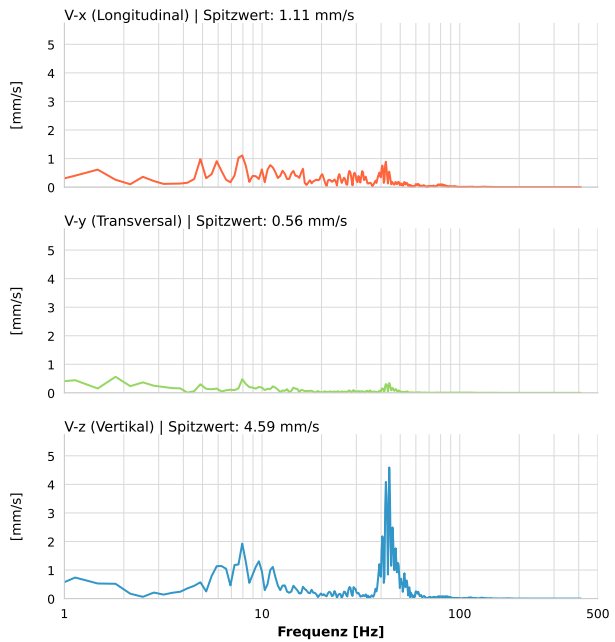 V-x (Longitudinal) | Spitzwert: 1.11 mm/s
[mm/s]
5
4
3
2
1
0
V-y (Transversal) | Spitzwert: 0.56 mm/s
[mm/s]
5
4
3
2
1
0
V-z (Vertikal) | Spitzwert: 4.59 mm/s
[mm/s]
5
4
3
2
1
0
1 10 100 500
Frequenz [Hz]